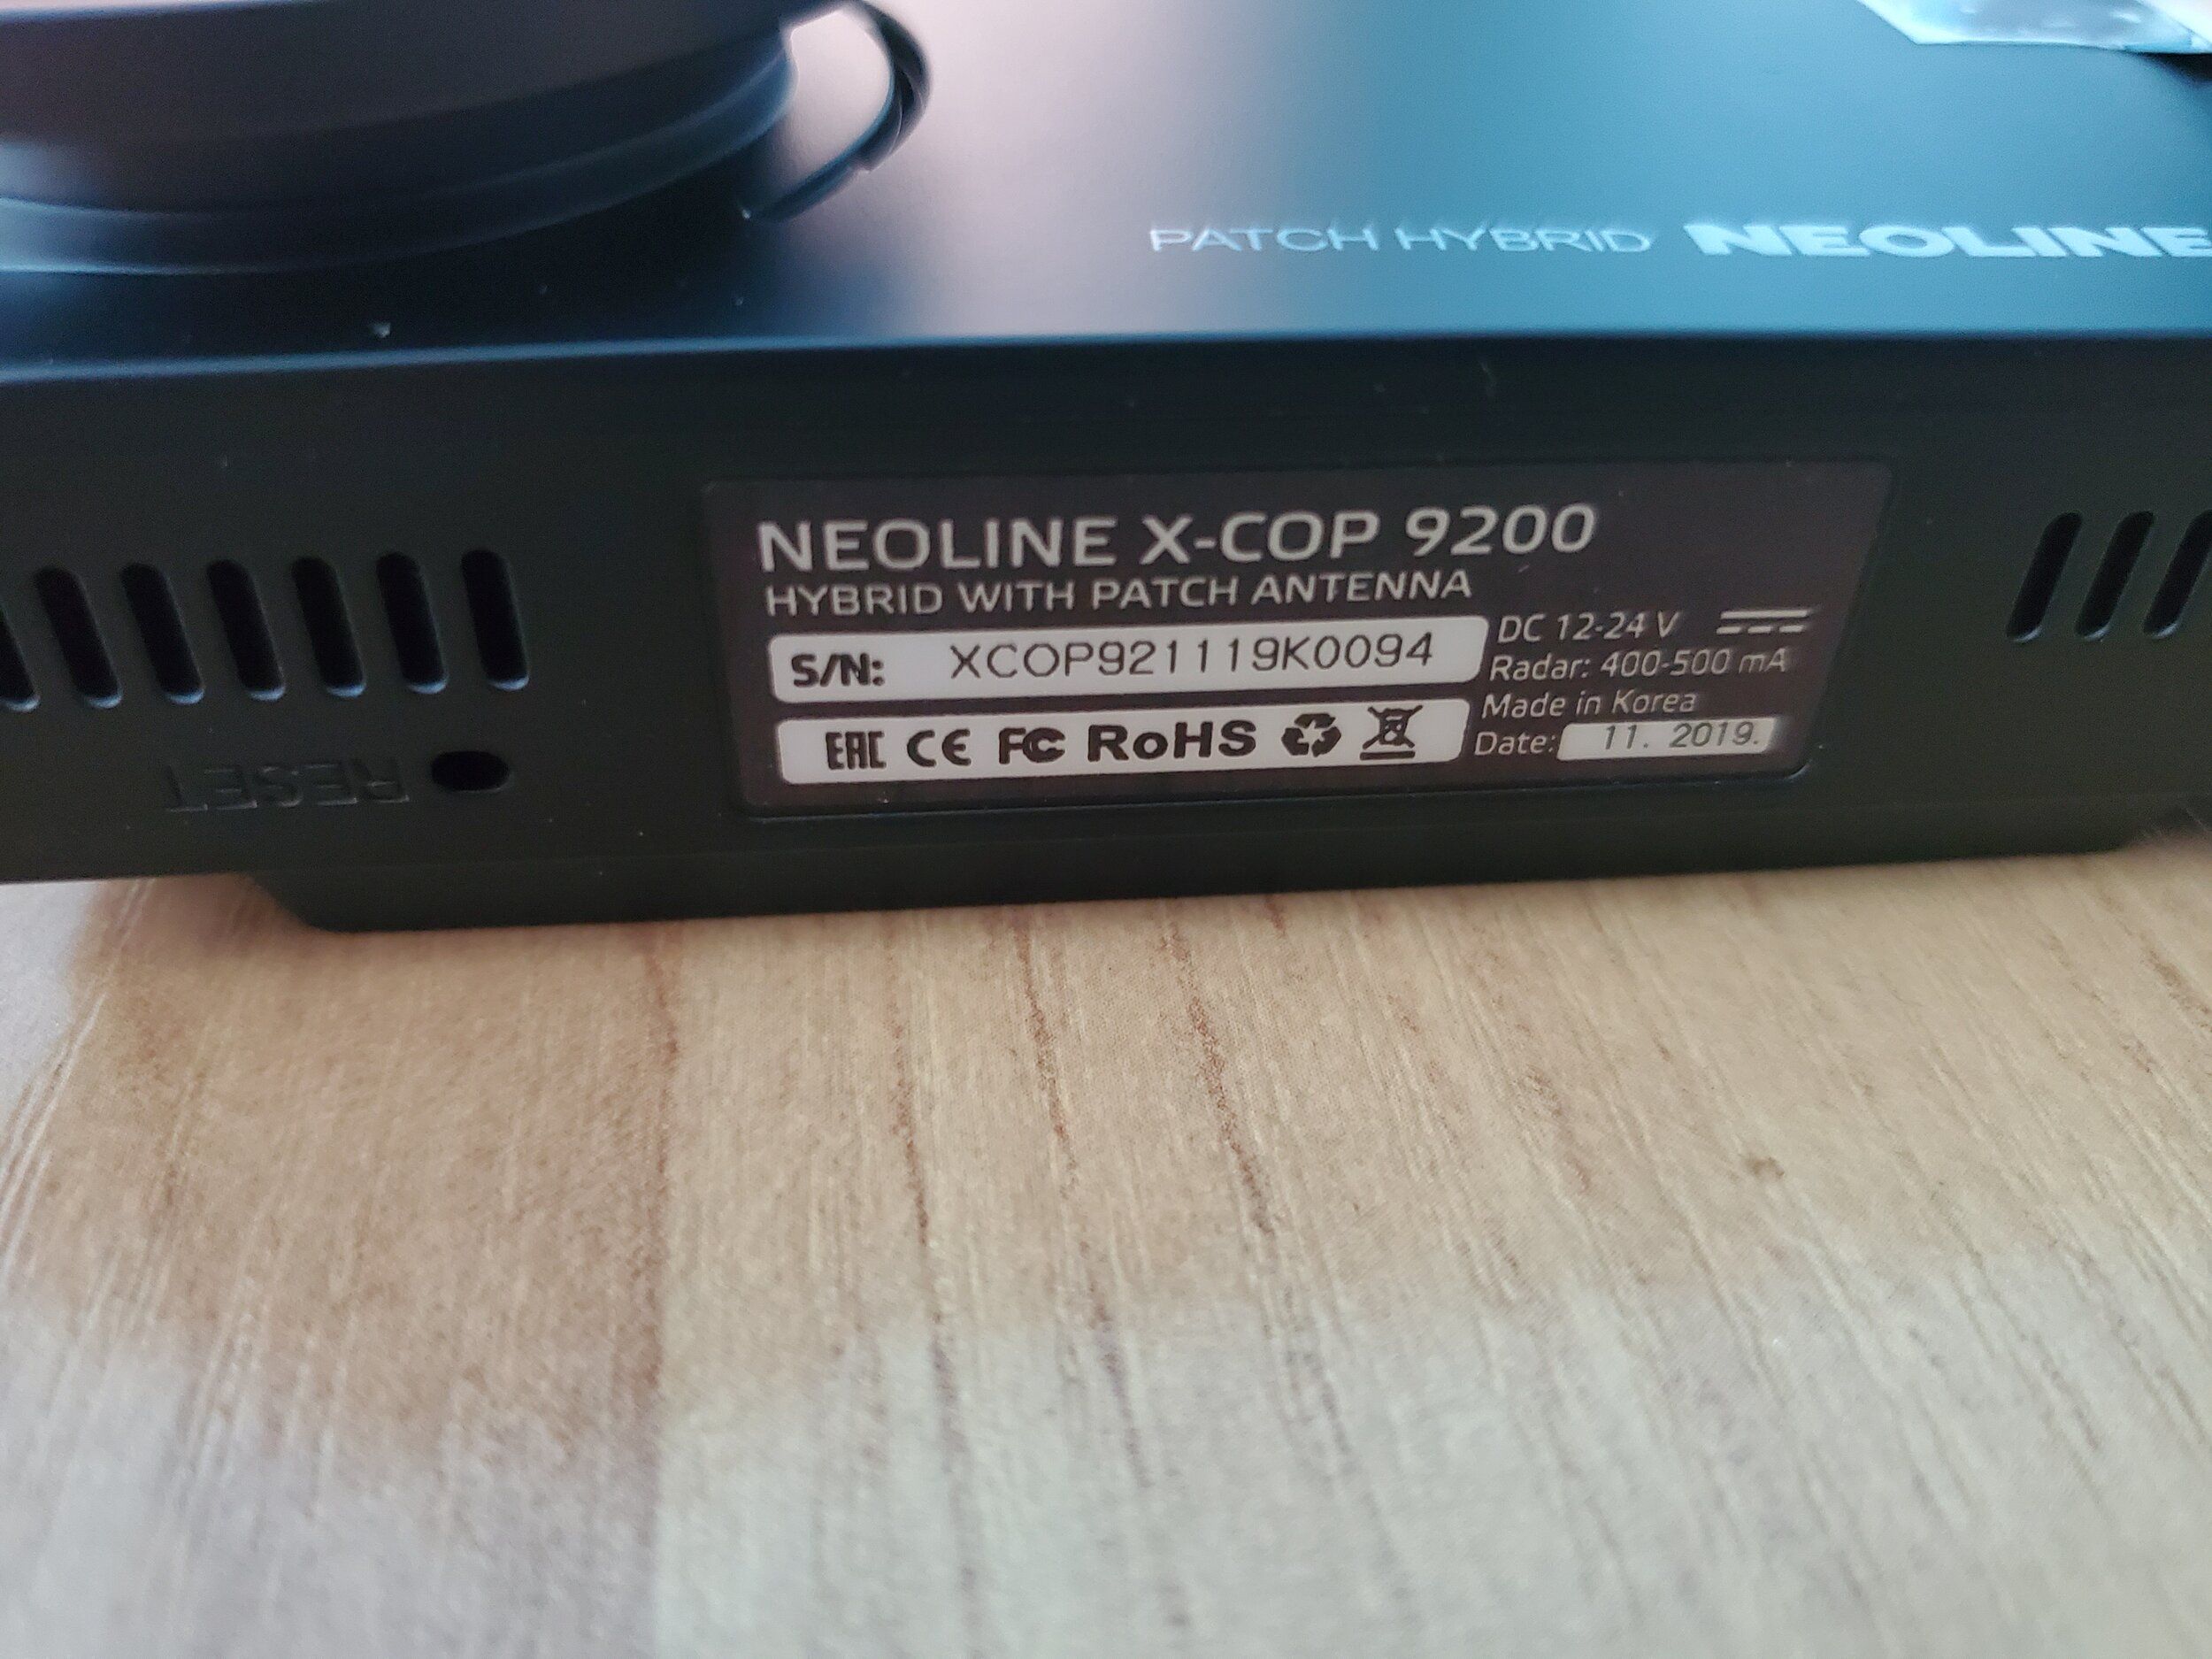 PATCH HYBRID NEOLINE
NEOLINE X-COP 9200
HYBRID WITH PATCH ANTENNA
S/N: XCOP921119K0094
DC 12-24 V
Radar: 400-500 mA
Made in Korea
Date: 11. 2019.
EAC CE FC RoHS
RESET